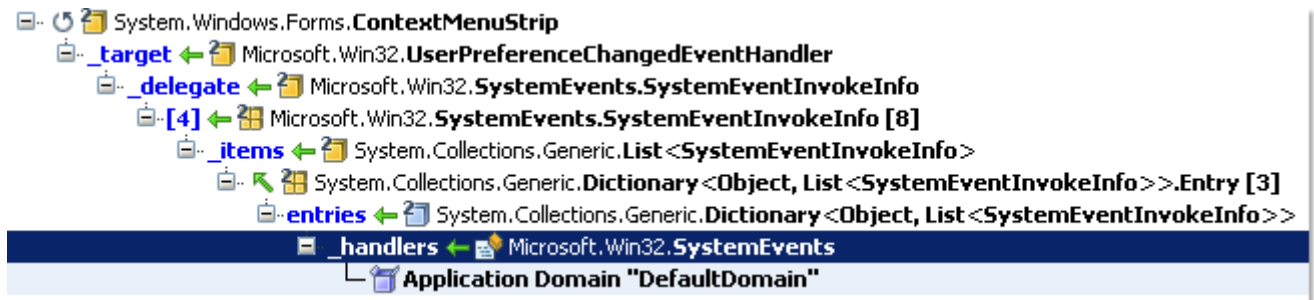 System.Windows.Forms.ContextMenuStrip
_target Microsoft.Win32.UserPreferenceChangedEventHandler
_delegate Microsoft.Win32.SystemEvents.SystemEventInvokeInfo
[4] Microsoft.Win32.SystemEvents.SystemEventInvokeInfo [8]
_items System.Collections.Generic.List<SystemEventInvokeInfo>
System.Collections.Generic.Dictionary<Object, List<SystemEventInvokeInfo>>.Entry [3]
entries System.Collections.Generic.Dictionary<Object, List<SystemEventInvokeInfo>>
_handlers Microsoft.Win32.SystemEvents
Application Domain "DefaultDomain"